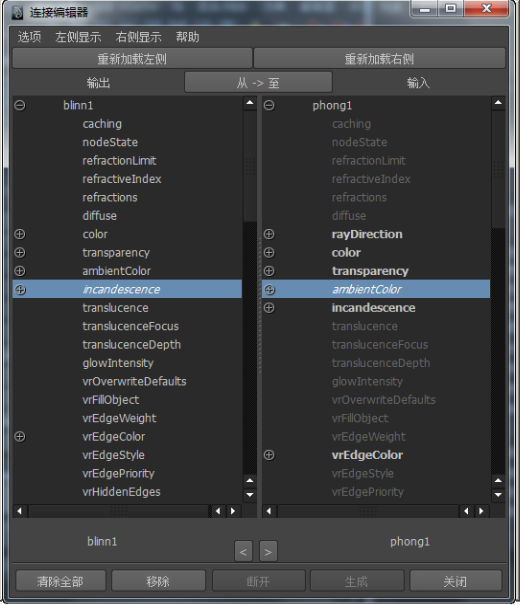 连接编辑器
选项 左侧显示 右侧显示 帮助
重新加载左侧 重新加载右侧
输出 从 -> 至 输入
blinn1 phong1
caching caching
nodeState nodeState
refractionLimit refractionLimit
refractiveIndex refractiveIndex
refractions refractions
diffuse diffuse
color rayDirection
transparency color
ambientColor transparency
incandescence ambientColor
translucence incandescence
translucenceFocus translucence
translucenceDepth translucenceFocus
glowIntensity translucenceDepth
vrOverwriteDefaults glowIntensity
vrFillObject vrOverwriteDefaults
vrEdgeWeight vrFillObject
vrEdgeColor vrEdgeWeight
vrEdgeStyle vrEdgeColor
vrEdgePriority vrEdgeStyle
vrHiddenEdges vrEdgePriority
blinn1 < > phong1
清除全部 移除 断开 生成 关闭